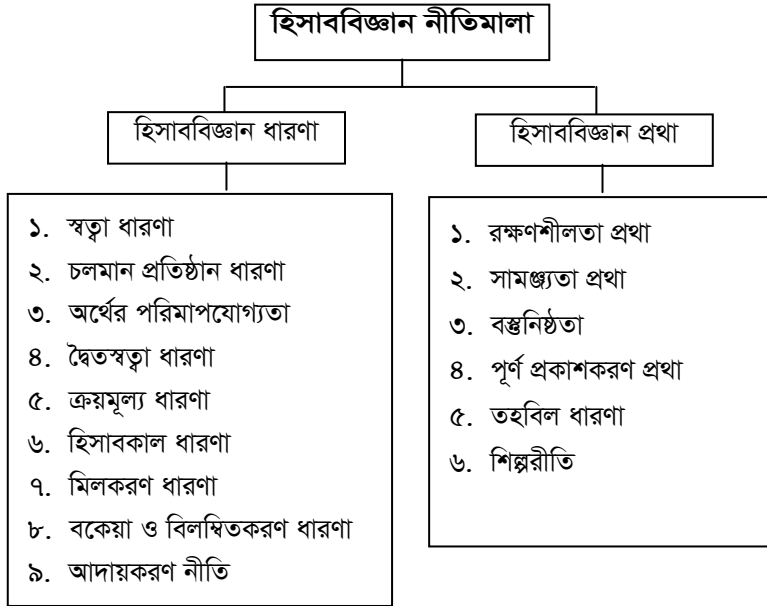 হিসাববিজ্ঞান নীতিমালা
হিসাববিজ্ঞান ধারণা
১. স্বত্বা ধারণা
২. চলমান প্রতিষ্ঠান ধারণা
৩. অর্থের পরিমাপযোগ্যতা
৪. দ্বৈতস্বত্বা ধারণা
৫. ক্রয়মূল্য ধারণা
৬. হিসাবকাল ধারণা
৭. মিলকরণ ধারণা
৮. বকেয়া ও বিলম্বিতকরণ ধারণা
৯. আদায়করণ নীতি
হিসাববিজ্ঞান প্রথা
১. রক্ষণশীলতা প্রথা
২. সামঞ্জ্যতা প্রথা
৩. বস্তুনিষ্ঠতা
৪. পূর্ণ প্রকাশকরণ প্রথা
৫. তহবিল ধারণা
৬. শিল্পরীতি